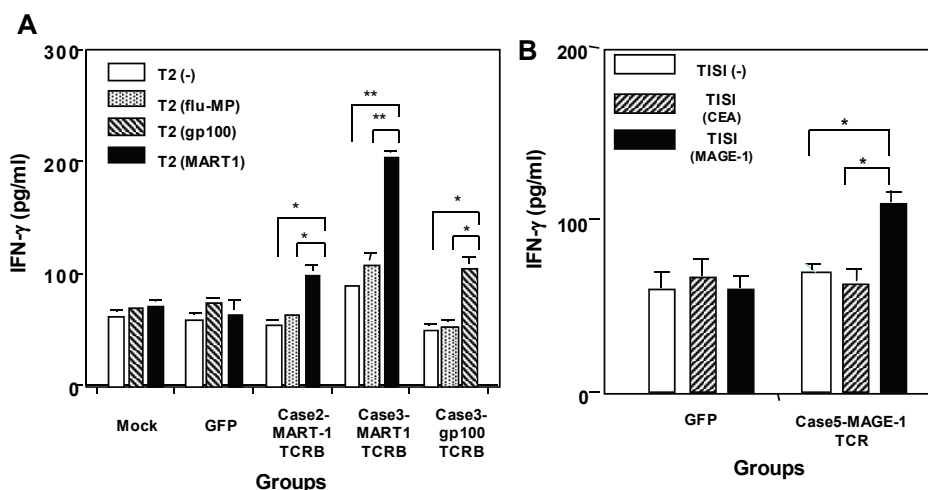 A
300
200
100
0
IFN-γ (pg/ml)
T2 (-)
T2 (flu-MP)
T2 (gp100)
T2 (MART1)
*
*
**
**
*
*
Mock
GFP
Case2-
MART-1
TCRB
Case3-
MART1
TCRB
Case3-
gp100
TCRB
Groups
B
200
100
0
IFN-γ (pg/ml)
TISI (-)
TISI
(CEA)
TISI
(MAGE-1)
*
*
GFP
Case5-MAGE-1
TCR
Groups